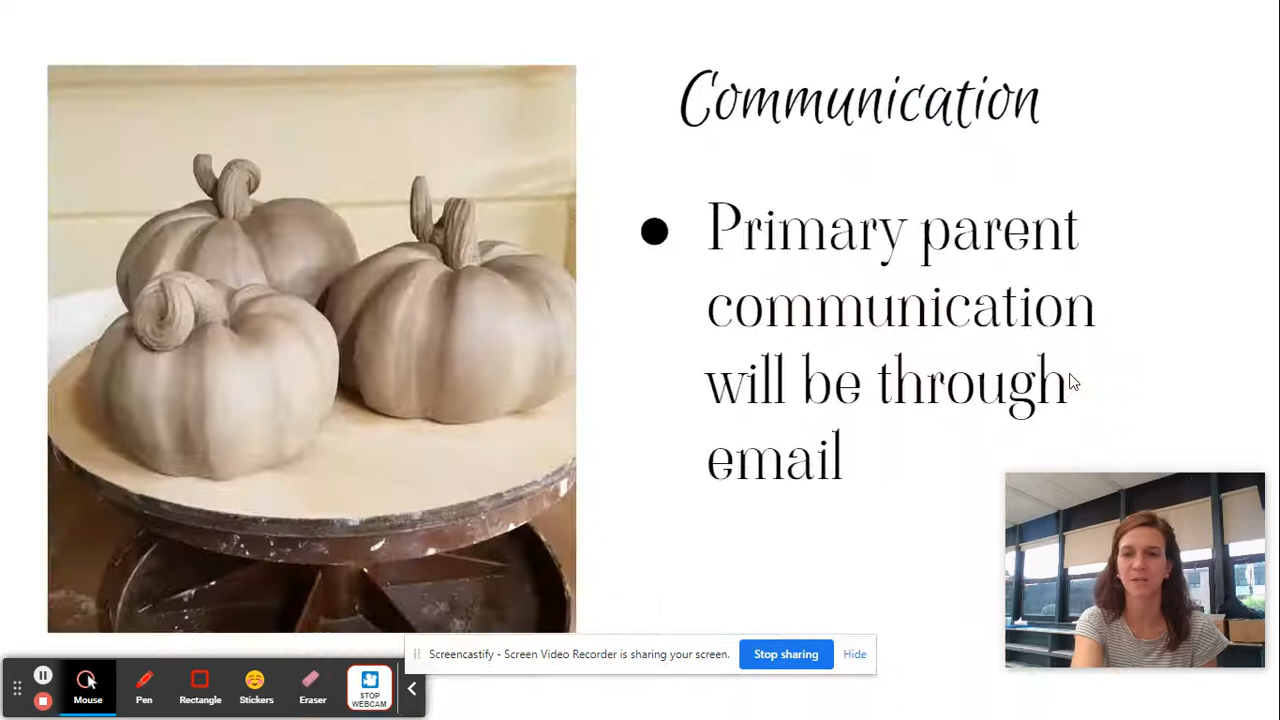 Communication
● Primary parent
communication
will be through
email
Screencastify - Screen Video Recorder is sharing your screen.
Stop sharing
Hide
Mouse
Pen
Rectangle
Stickers
Eraser
STOP
WEBCAM